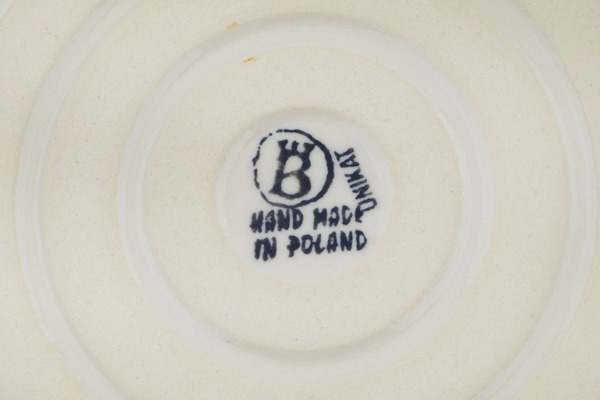 B
UNIKAT
HAND MADE
IN POLAND